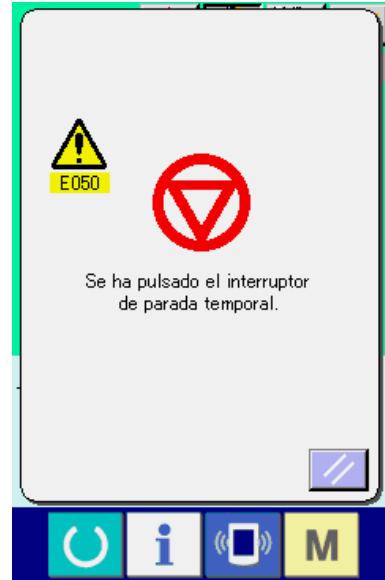 E050
Se ha pulsado el interruptor
de parada temporal.
i
M